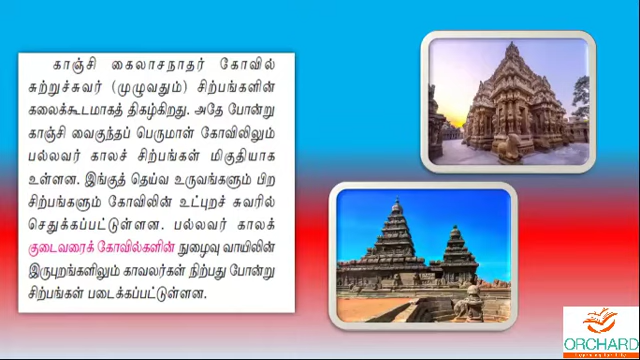 காஞ்சி கைலாசநாதர் கோவில்
சுற்றுச்சுவர் (முழுவதும்) சிற்பங்களின்
கலைக்கூடமாகத் திகழ்கிறது. அதே போன்று
காஞ்சி வைகுந்தப் பெருமாள் கோவிலிலும்
பல்லவர் காலச் சிற்பங்கள் மிகுதியாக
உள்ளன. இங்குத் தெய்வ உருவங்களும் பிற
சிற்பங்களும் கோவிலின் உட்புறச் சுவரில்
செதுக்கப்பட்டுள்ளன. பல்லவர் காலக்
குடைவரைக் கோவில்களின் நுழைவு வாயிலின்
இருபுறங்களிலும் காவலர்கள் நிற்பது போன்று
சிற்பங்கள் படைக்கப்பட்டுள்ளன.
ORCHARD